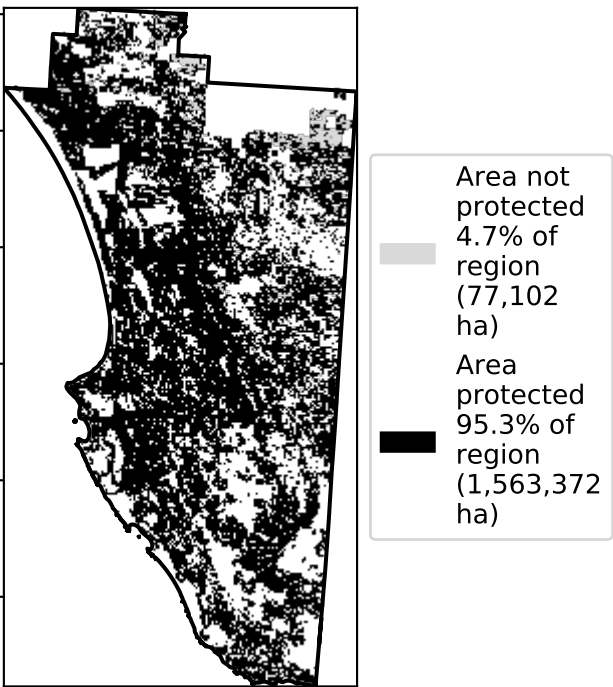 Area not
protected
4.7% of
region
(77,102
ha)
Area
protected
95.3% of
region
(1,563,372
ha)